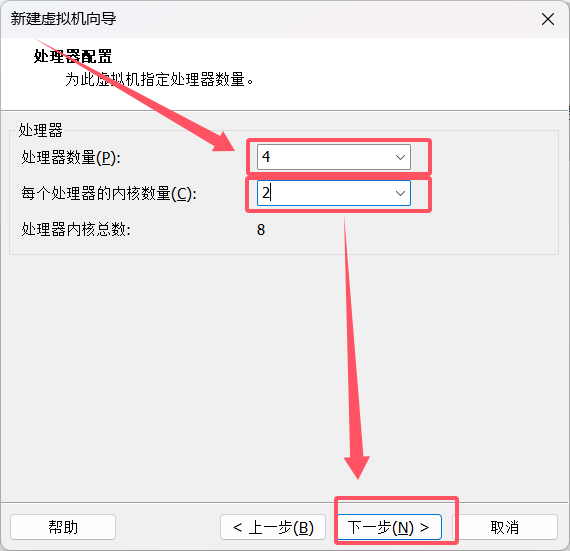 新建虚拟机向导
处理器配置
为此虚拟机指定处理器数量。
处理器
处理器数量(P): 4
每个处理器的内核数量(C): 2
处理器内核总数: 8
帮助 < 上一步(B) 下一步(N) > 取消